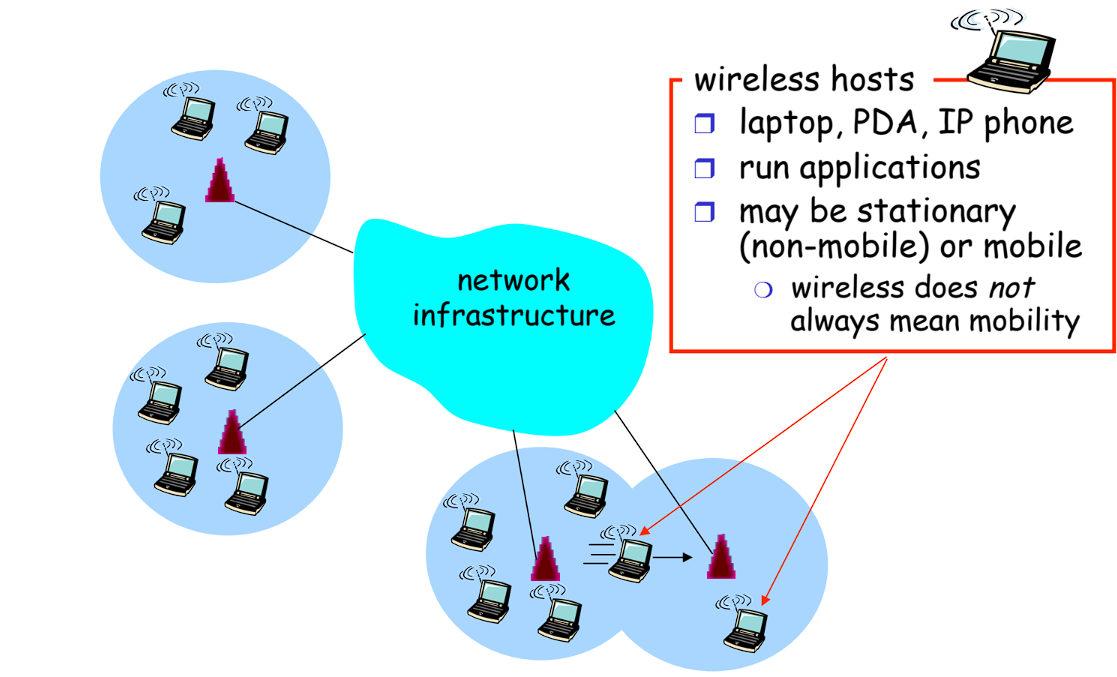 wireless hosts
laptop, PDA, IP phone
run applications
may be stationary
(non-mobile) or mobile
wireless does not
always mean mobility
network
infrastructure